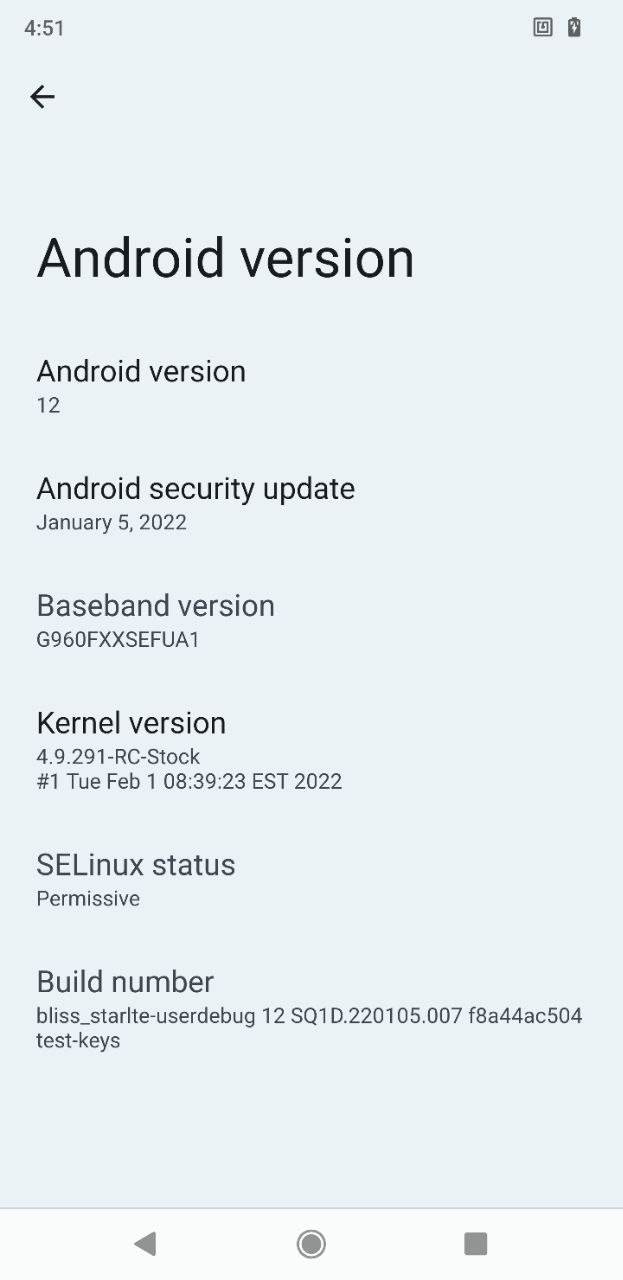 4:51
Android version
Android version
12
Android security update
January 5, 2022
Baseband version
G960FXXSEFUA1
Kernel version
4.9.291-RC-Stock
#1 Tue Feb 1 08:39:23 EST 2022
SELinux status
Permissive
Build number
bliss_starlte-userdebug 12 SQ1D.220105.007 f8a44ac504
test-keys